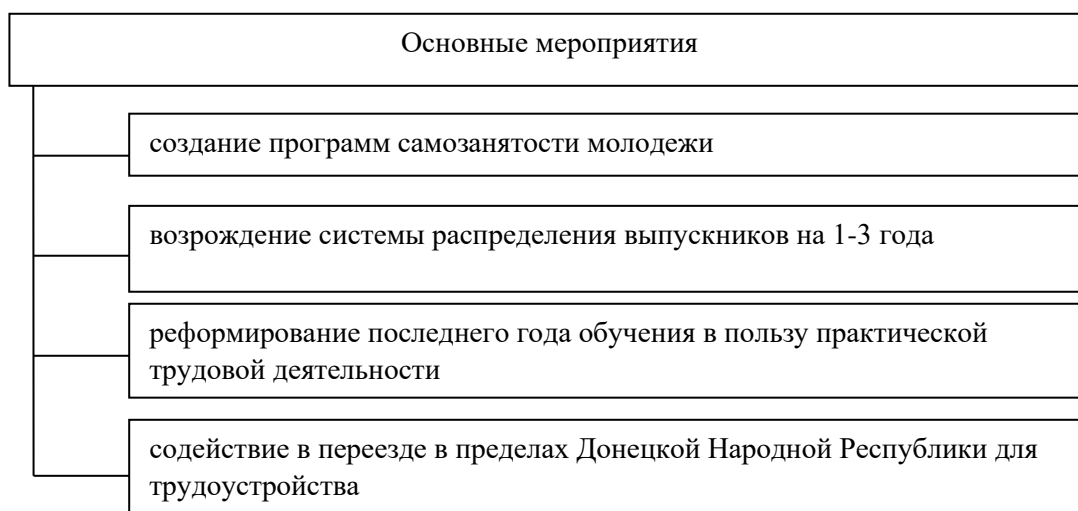 Основные мероприятия
создание программ самозанятости молодежи
возрождение системы распределения выпускников на 1-3 года
реформирование последнего года обучения в пользу практической
трудовой деятельности
содействие в переезде в пределах Донецкой Народной Республики для
трудоустройства